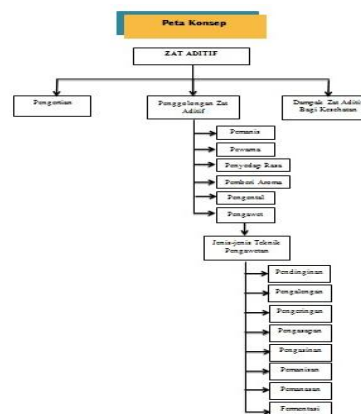 Peta Konsep
ZAT ADITIF
Pengertian
Penggolongan Zat
Aditif
Dampak Zat Aditif
Bagi Kesehatan
Pemanis
Pewarna
Penyedap Rasa
Pemberi Aroma
Pengental
Pengawet
Jenis-jenis Teknik
Pengawetan
Pendinginan
Pengalengan
Pengeringan
Pengasapan
Pengasinan
Pemanisan
Pemanasan
Fermentasi